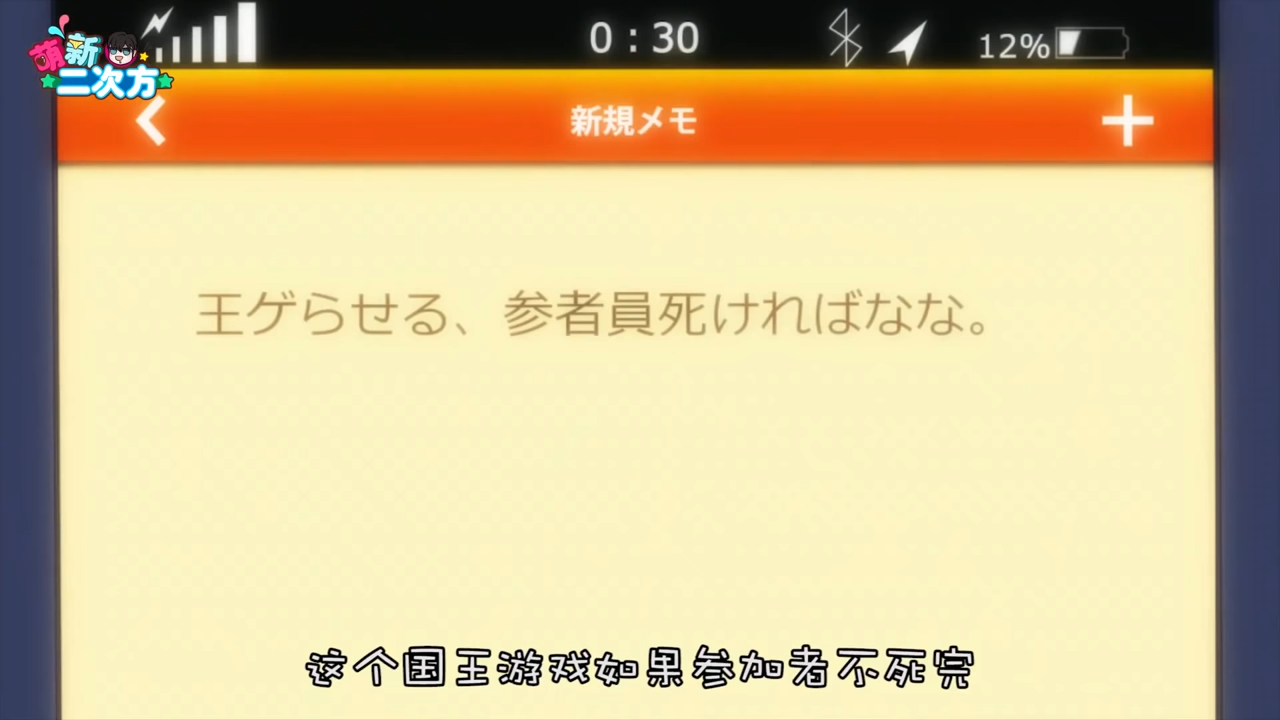 萌新
二次方
0:30
12%
新規メモ
王ゲらせる、参者員死ければなな。
这个国王游戏如果参加者不死完